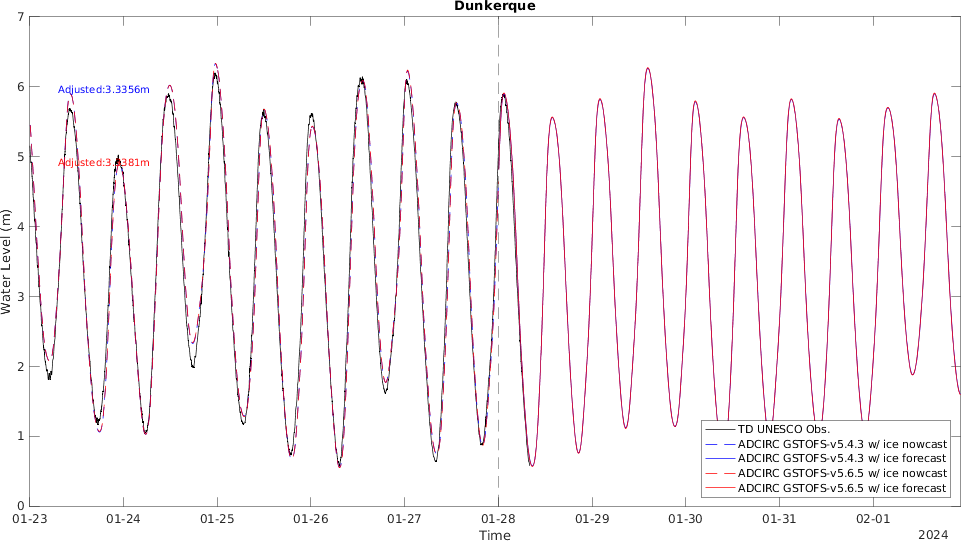 Dunkerque
7
6
5
4
3
2
1
0
Water Level (m)
Adjusted:3.3356m
01-23
01-24
01-25
01-26
01-27
01-28
01-29
01-30
01-31
02-01
Time
2024
TD UNESCO Obs.
ADCIRC GSTOFS-v5.4.3 w/ ice nowcast
ADCIRC GSTOFS-v5.4.3 w/ ice forecast
ADCIRC GSTOFS-v5.6.5 w/ ice nowcast
ADCIRC GSTOFS-v5.6.5 w/ ice forecast